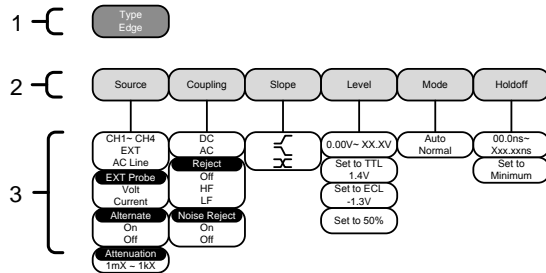 1
Type
Edge
2
Source
Coupling
Slope
Level
Mode
Holdoff
3
CH1~ CH4
EXT
AC Line
EXT Probe
Volt
Current
Alternate
On
Off
Attenuation
1mX ~ 1kX
DC
AC
Reject
Off
HF
LF
Noise Reject
On
Off
0.00V~ XX.XV
Set to TTL
1.4V
Set to ECL
-1.3V
Set to 50%
Auto
Normal
00.0ns~
Xxx.xxns
Set to
Minimum